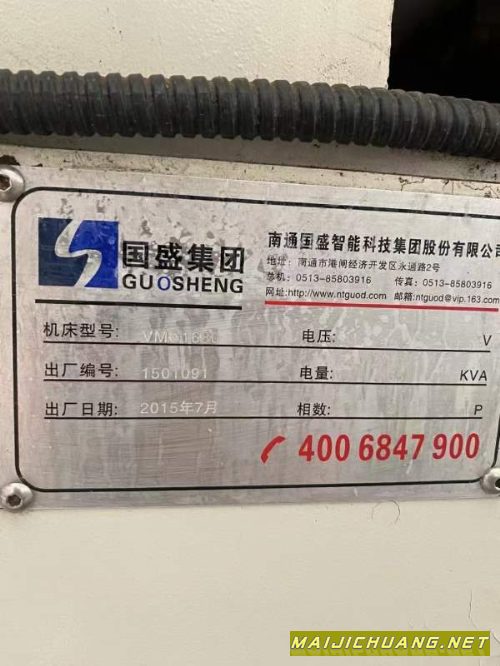 国盛集团
GUOSHENG
南通国盛智能科技集团股份有限公
地址:南通市港闸经济开发区永通路2号
总机:0513-85803916 传真:0513-85803916
网址:http://www.ntguod.com 邮箱:ntguod@vip.163.com
机床型号: 电压: V
出厂编号: 1501091 电量: KVA
出厂日期: 2015年7月 相数: P
400 6847 900
MAIJICHUANG.NET